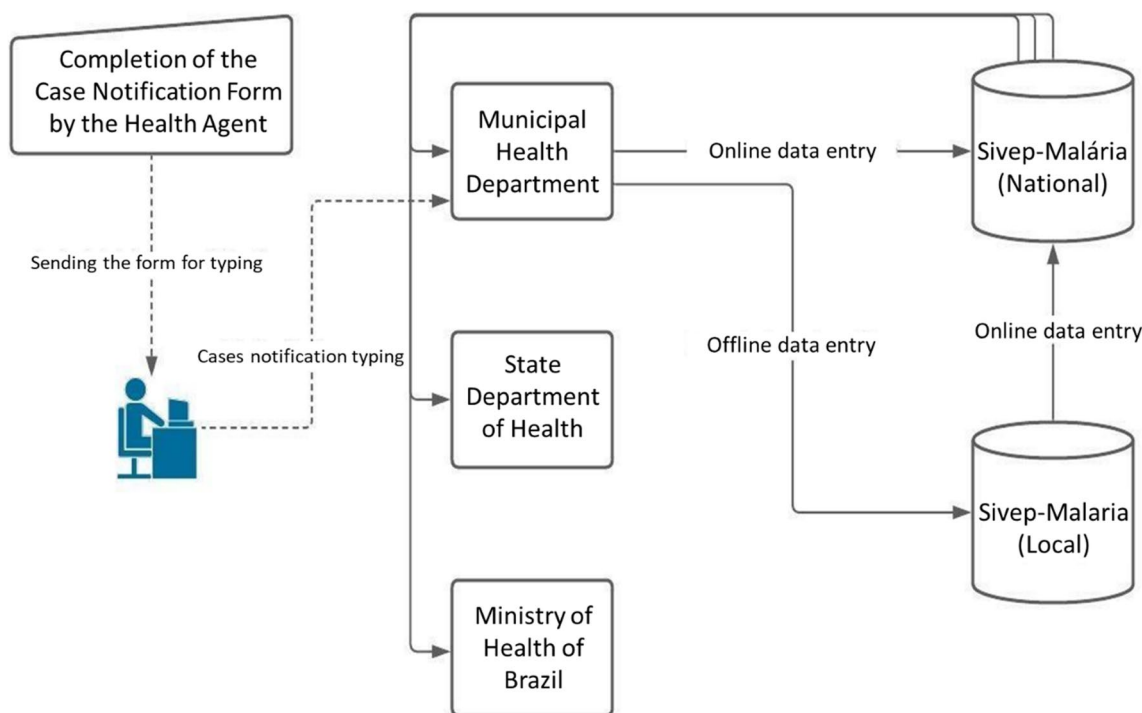 Completion of the
Case Notification Form
by the Health Agent
Sending the form for typing
Cases notification typing
Municipal
Health
Department
Online data entry
Sivep-Malária
(National)
State
Department
of Health
Offline data entry
Online data entry
Sivep-Malaria
(Local)
Ministry of
Health of
Brazil